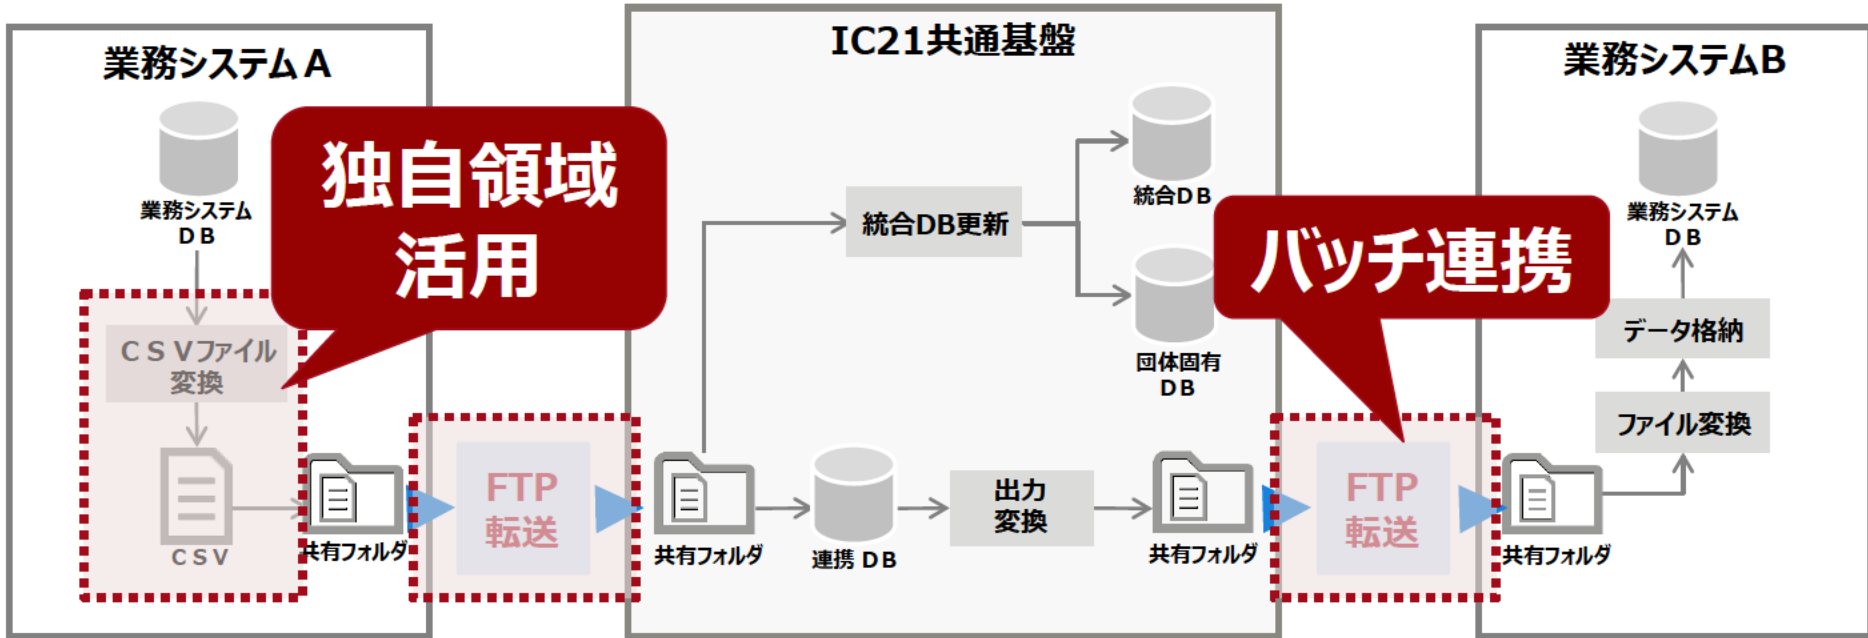 業務システムA
業務システム
DB
CSVファイル
変換
CSV
共有フォルダ
独自領域
活用
FTP
転送
IC21共通基盤
統合DB更新
統合DB
団体固有
DB
共有フォルダ
連携 DB
出力
変換
共有フォルダ
バッチ連携
FTP
転送
業務システムB
業務システム
DB
データ格納
ファイル変換
共有フォルダ